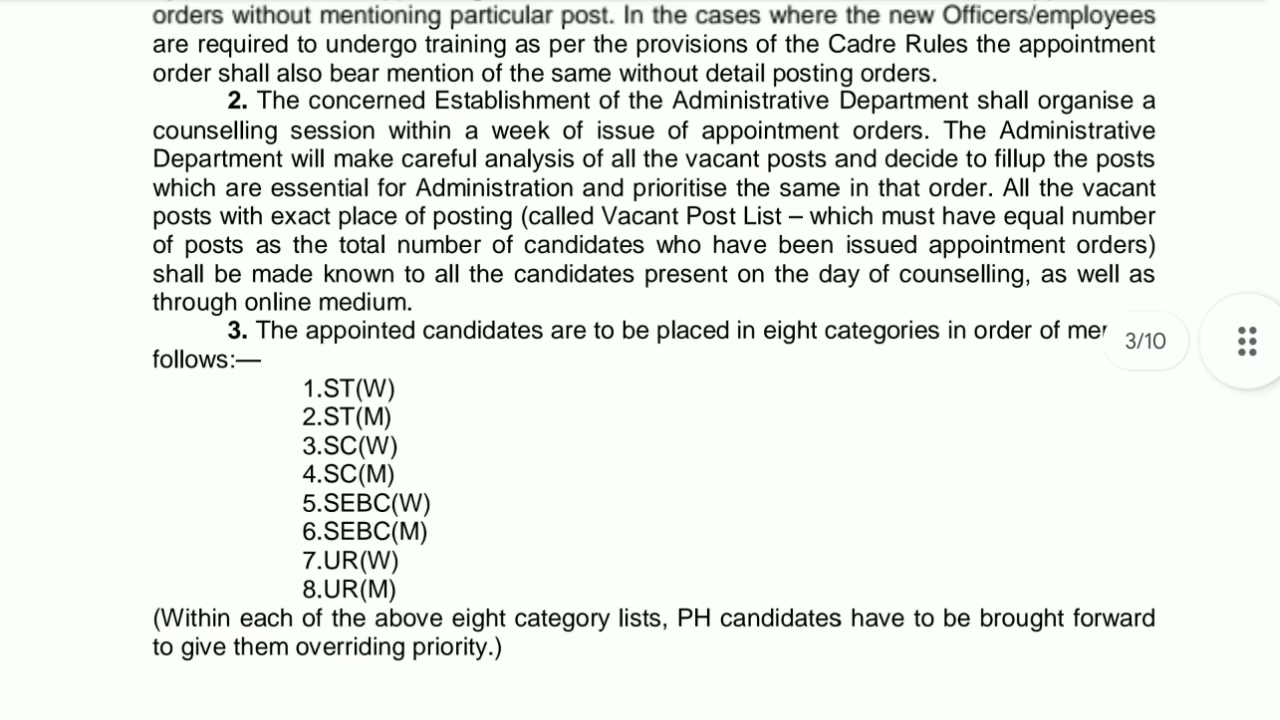 orders without mentioning particular post. In the cases where the new Officers/employees
are required to undergo training as per the provisions of the Cadre Rules the appointment
order shall also bear mention of the same without detail posting orders.
2. The concerned Establishment of the Administrative Department shall organise a
counselling session within a week of issue of appointment orders. The Administrative
Department will make careful analysis of all the vacant posts and decide to fillup the posts
which are essential for Administration and prioritise the same in that order. All the vacant
posts with exact place of posting (called Vacant Post List – which must have equal number
of posts as the total number of candidates who have been issued appointment orders)
shall be made known to all the candidates present on the day of counselling, as well as
through online medium.
3. The appointed candidates are to be placed in eight categories in order of
3/10
follows:—
1.ST(W)
2.ST(M)
3.SC(W)
4.SC(M)
5.SEBC(W)
6.SEBC(M)
7.UR(W)
8.UR(M)
(Within each of the above eight category lists, PH candidates have to be brought forward
to give them overriding priority.)